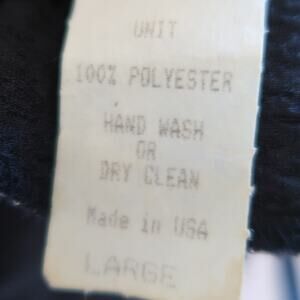 UNIT
100% POLYESTER
HAND WASH
OR
DRY CLEAN
Made in USA
LARGE